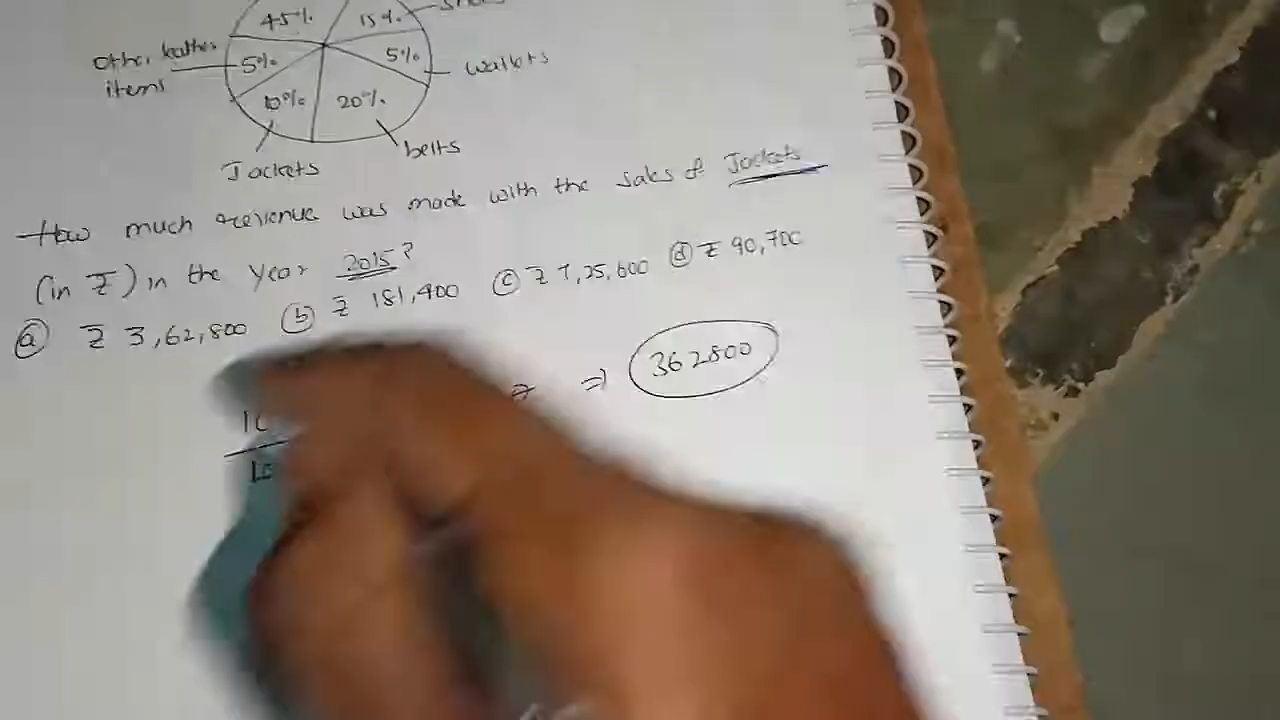 45% 15%
Other leather
items
5% 5% wallets
10% 20%
Jackets belts
How much revenue was made with the sales of Jackets
(in ₹) in the year 2015?
ⓐ ₹ 3,62,800 ⓑ ₹ 181,400 ⓒ ₹ 7,25,600 ⓓ ₹ 90,700
⇒ 362800